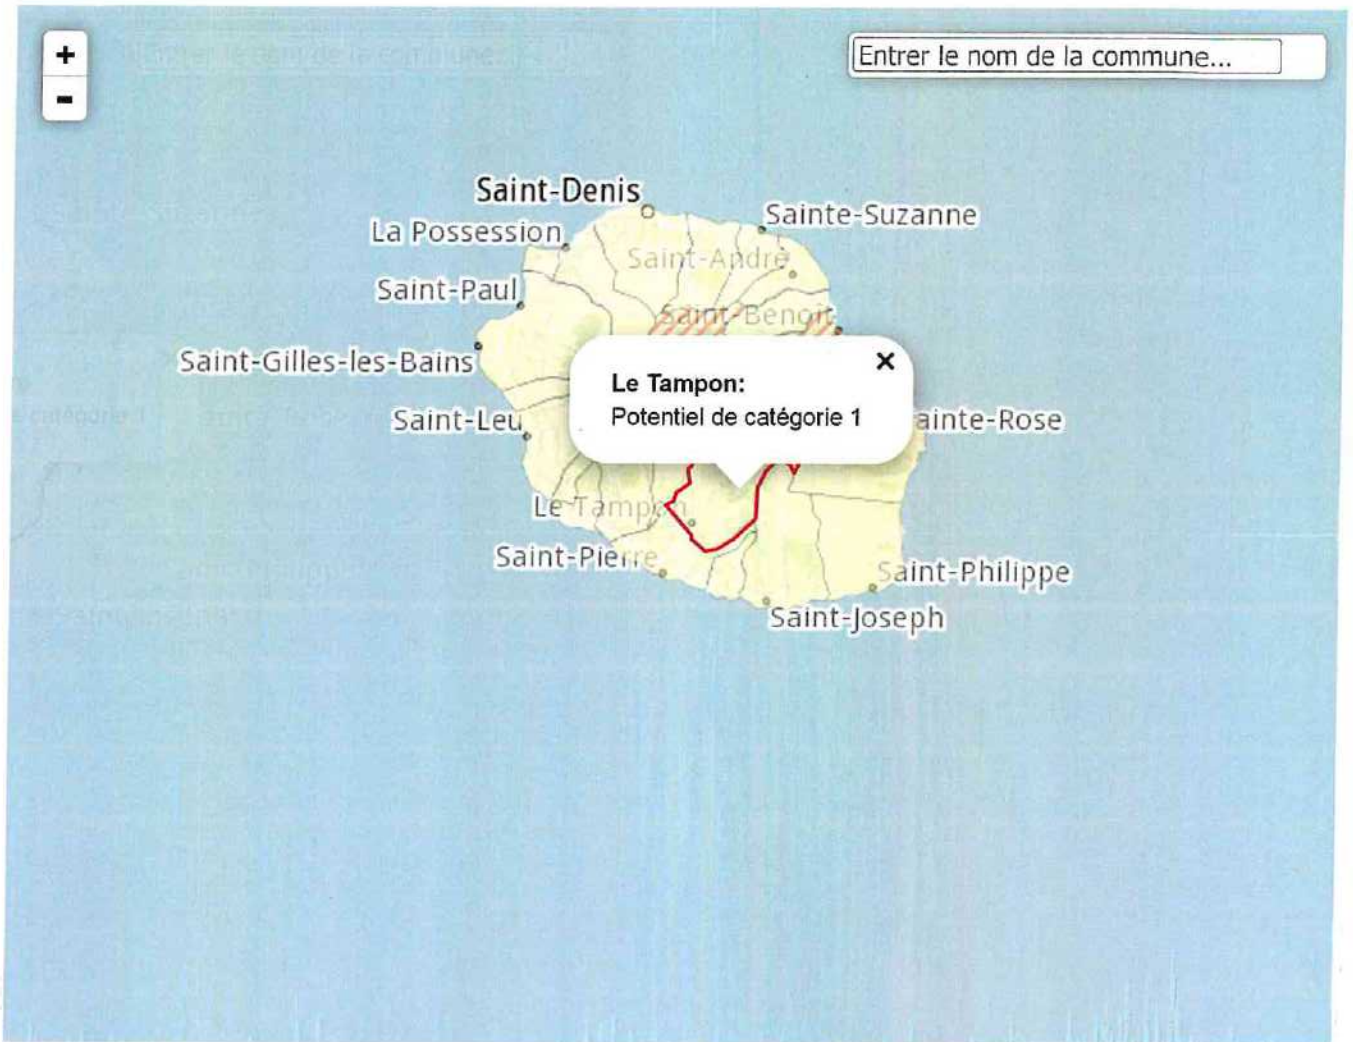 +
Entrer le nom de la commune...
-
Saint-Denis
Sainte-Suzanne
La Possession
Saint-André
Saint-Paul
Saint-Benoit
Saint-Gilles-les-Bains
×
Le Tampon:
Potentiel de catégorie 1
Saint-Leu
ainte-Rose
Le Tampon
Saint-Pierre
Saint-Philippe
Saint-Joseph